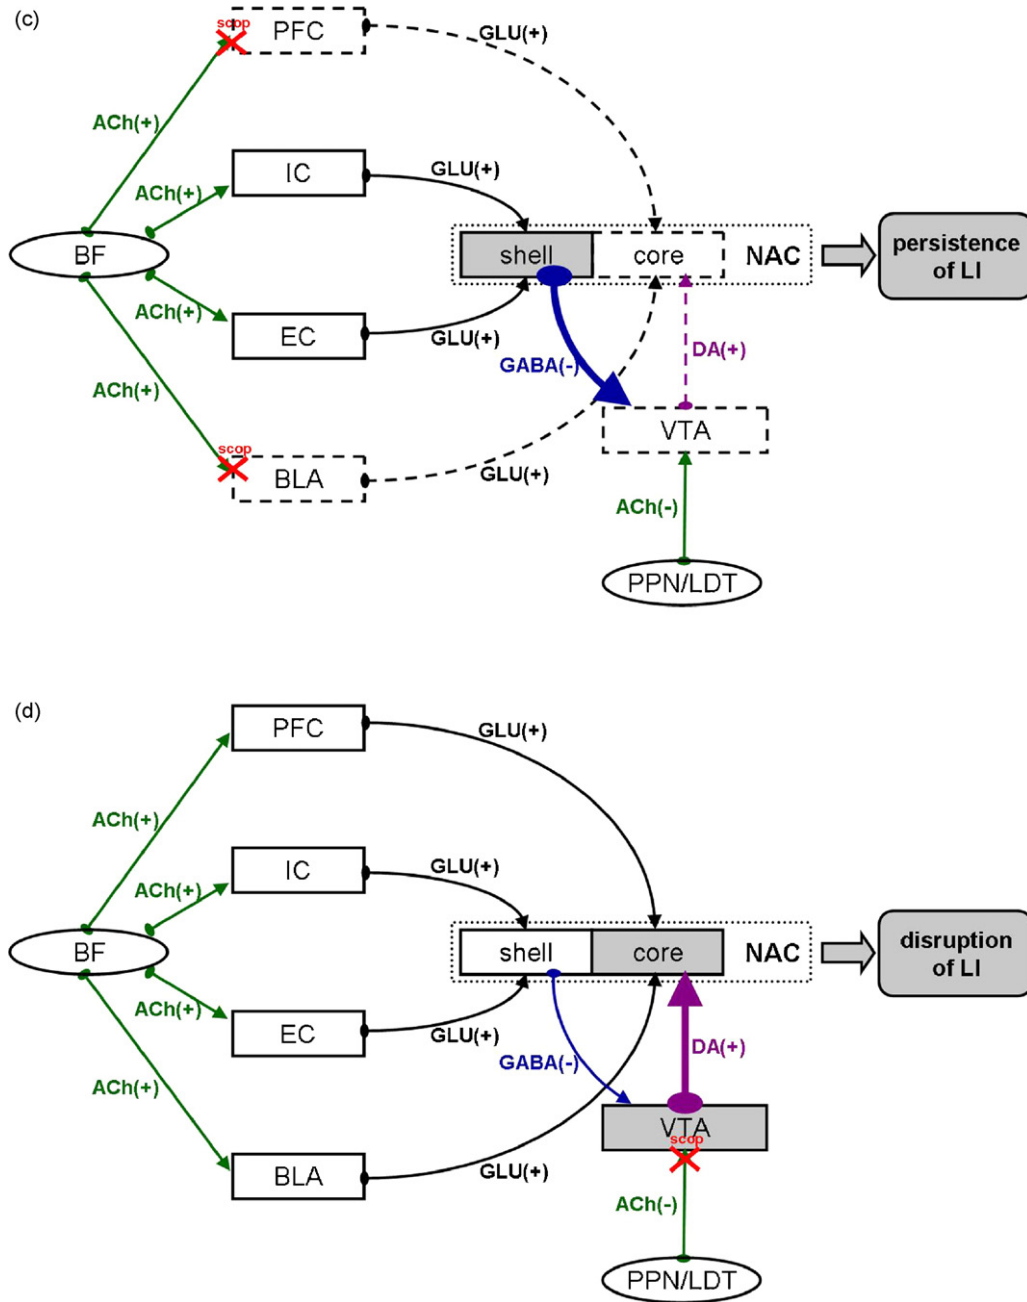 (c)
scop
PFC
GLU(+)
ACh(+)
IC
GLU(+)
ACh(+)
BF
shell
core
NAC
persistence
of LI
ACh(+)
EC
GLU(+)
DA(+)
GABA(-)
ACh(+)
VTA
scop
BLA
GLU(+)
ACh(-)
PPN/LDT
(d)
PFC
GLU(+)
ACh(+)
IC
GLU(+)
ACh(+)
BF
shell
core
NAC
disruption
of LI
ACh(+)
EC
GLU(+)
DA(+)
GABA(-)
ACh(+)
VTA
scop
BLA
GLU(+)
ACh(-)
PPN/LDT